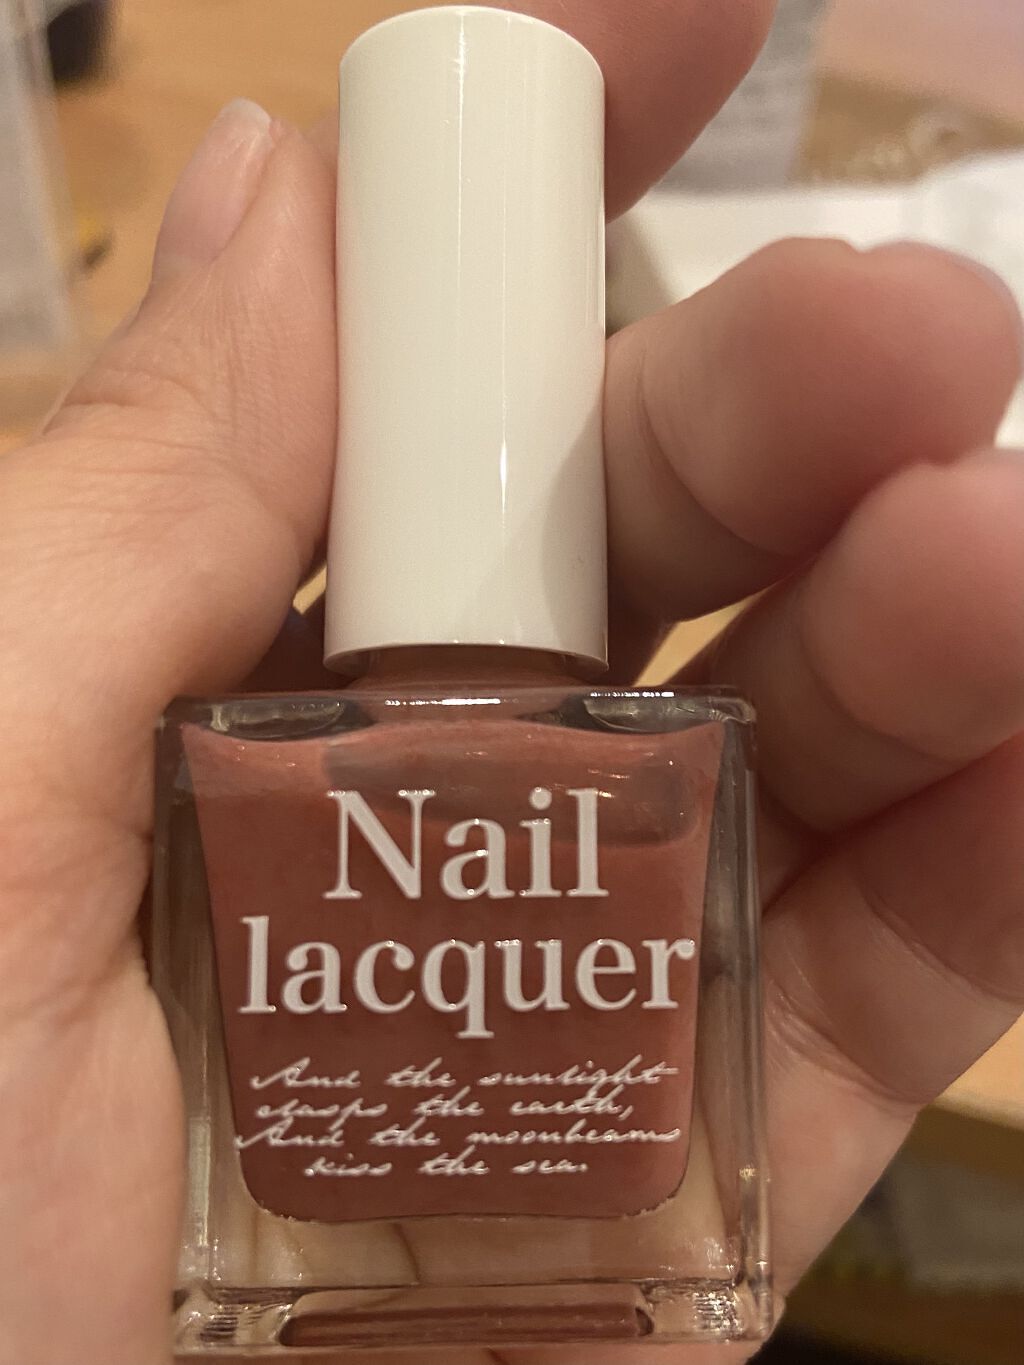 Nail
lacquer
And the sunlight
clasps the earth,
And the moonbeams
kiss the sea.